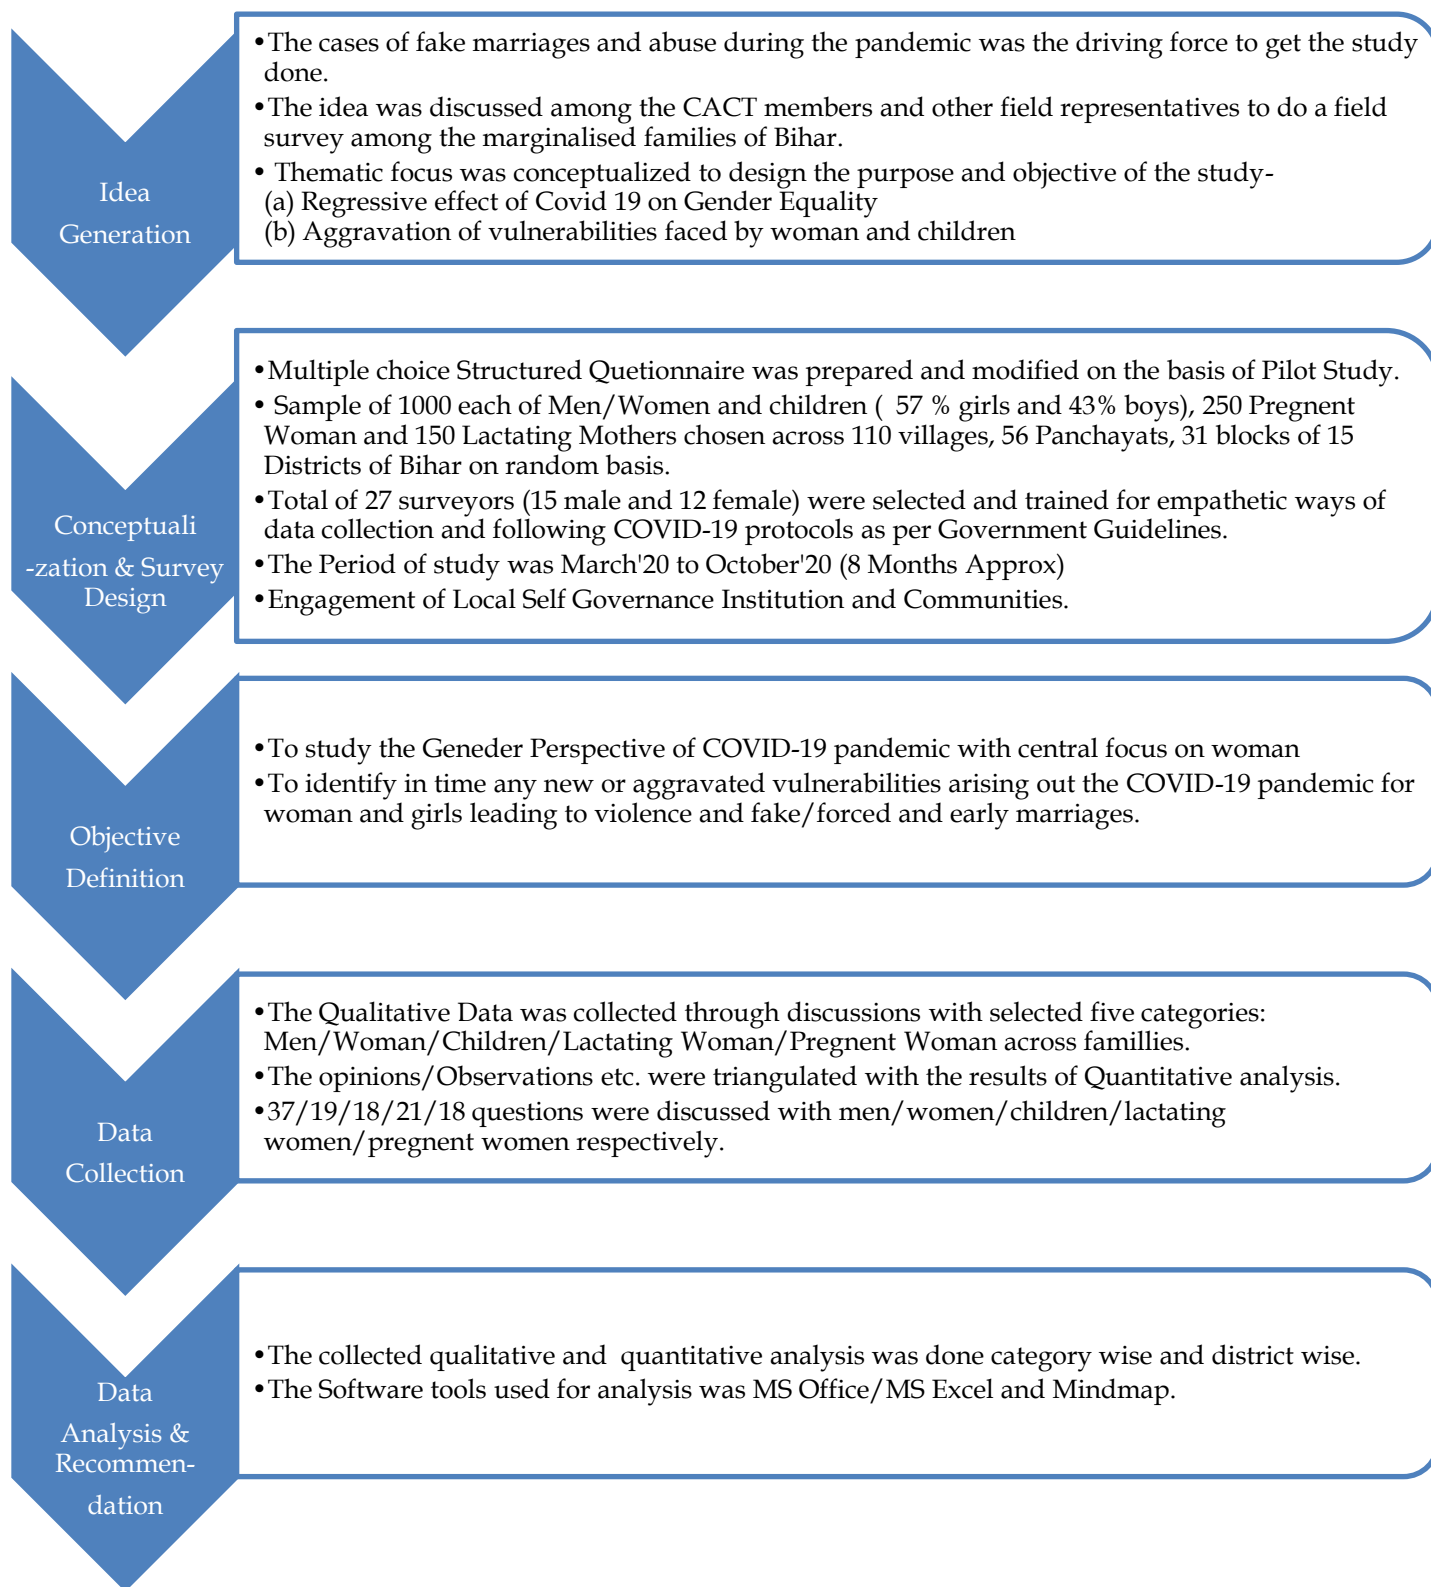 Idea
Generation
•The cases of fake marriages and abuse during the pandemic was the driving force to get the study
done.
•The idea was discussed among the CACT members and other field representatives to do a field
survey among the marginalised families of Bihar.
• Thematic focus was conceptualized to design the purpose and objective of the study-
(a) Regressive effect of Covid 19 on Gender Equality
(b) Aggravation of vulnerabilities faced by woman and children
Conceptuali
-zation & Survey
Design
•Multiple choice Structured Quetionnaire was prepared and modified on the basis of Pilot Study.
• Sample of 1000 each of Men/Women and children ( 57 % girls and 43% boys), 250 Pregnent
Woman and 150 Lactating Mothers chosen across 110 villages, 56 Panchayats, 31 blocks of 15
Districts of Bihar on random basis.
•Total of 27 surveyors (15 male and 12 female) were selected and trained for empathetic ways of
data collection and following COVID-19 protocols as per Government Guidelines.
•The Period of study was March'20 to October'20 (8 Months Approx)
•Engagement of Local Self Governance Institution and Communities.
Objective
Definition
•To study the Geneder Perspective of COVID-19 pandemic with central focus on woman
•To identify in time any new or aggravated vulnerabilities arising out the COVID-19 pandemic for
woman and girls leading to violence and fake/forced and early marriages.
Data
Collection
•The Qualitative Data was collected through discussions with selected five categories:
Men/Woman/Children/Lactating Woman/Pregnent Woman across famillies.
•The opinions/Observations etc. were triangulated with the results of Quantitative analysis.
•37/19/18/21/18 questions were discussed with men/women/children/lactating
women/pregnent women respectively.
Data
Analysis &
Recommen-
dation
•The collected qualitative and quantitative analysis was done category wise and district wise.
•The Software tools used for analysis was MS Office/MS Excel and Mindmap.